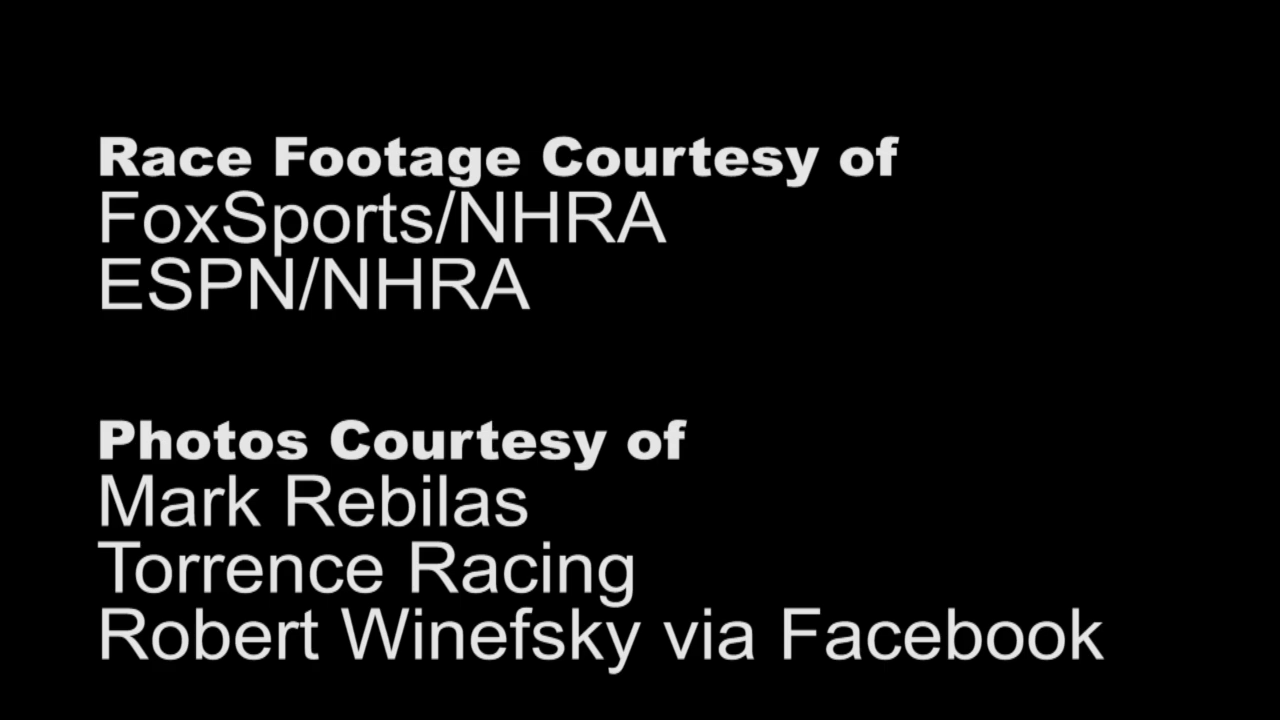 Race Footage Courtesy of
FoxSports/NHRA
ESPN/NHRA
Photos Courtesy of
Mark Rebilas
Torrence Racing
Robert Winefsky via Facebook